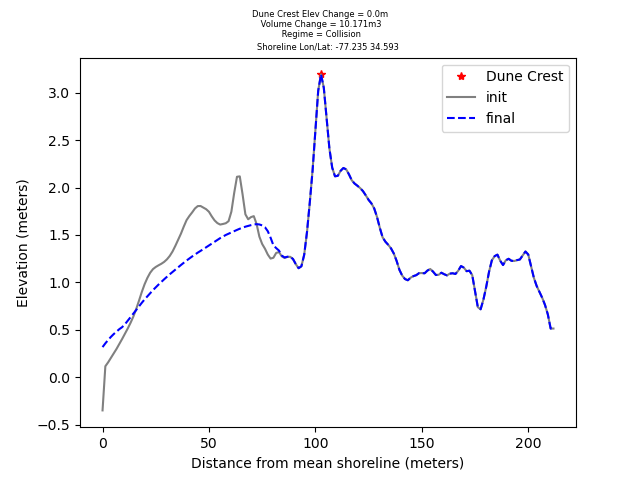 Dune Crest Elev Change = 0.0m
Volume Change = 10.171m3
Regime = Collision
Shoreline Lon/Lat: -77.235 34.593
Dune Crest
init
final
Elevation (meters)
3.0
2.5
2.0
1.5
1.0
0.5
0.0
−0.5
0
50
100
150
200
Distance from mean shoreline (meters)